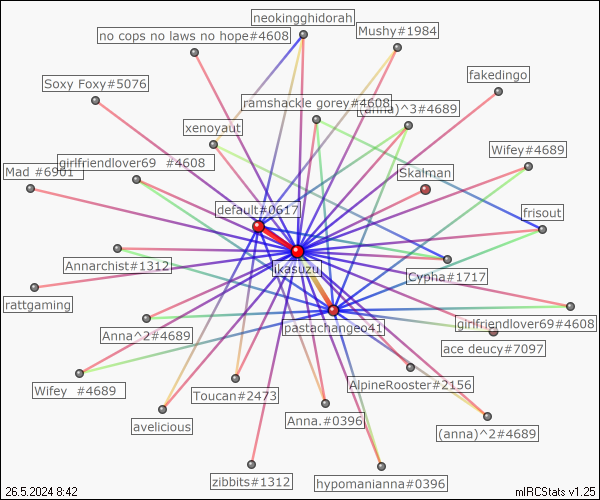 neokingghidorah
no cops no laws no hope#4608
Mushy#1984
fakedingo
Soxy Foxy#5076
ramshackle gorey#4608
(anna)^3#4689
xenoyaut
Wifey#4689
girlfriendlover69  #4608
Mad #6901
Skalman
default#0617
frisout
ikasuzu
Annarchist#1312
Cypha#1717
rattgaming
pastachangeo41
girlfriendlover69#4608
Anna^2#4689
ace deucy#7097
Wifey  #4689
Toucan#2473
AlpineRooster#2156
avelicious
Anna.#0396
(anna)^2#4689
zibbits#1312
hypomanianna#0396
26.5.2024 8:42
mIRCStats v1.25